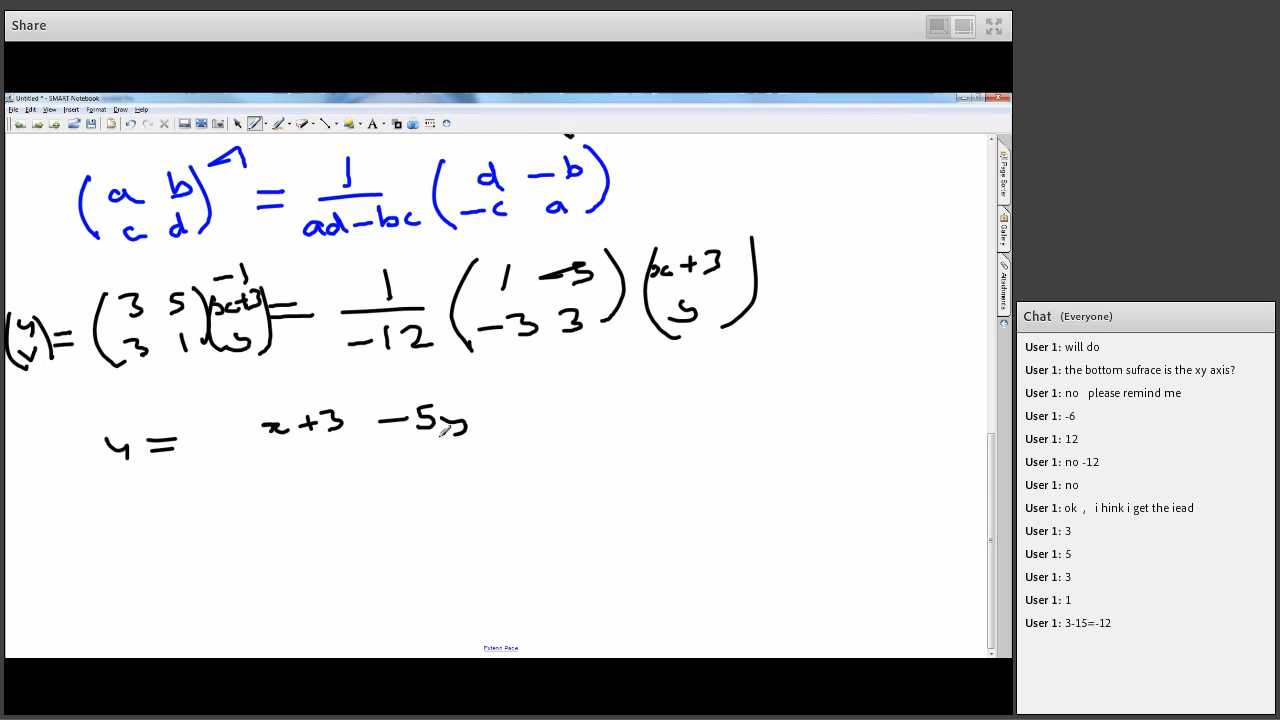 Share
Untitled * - SMART Notebook
File Edit View Insert Format Draw Help
(a b
c d)^-1 = 1/(ad-bc) (d -b
-c a)
(u
v) = (3 5
3 1)^-1 (x+3
y) = 1/-12 (1 -5
-3 3) (x+3
y)
u = x+3 -5y
Extend Page
Page Sorter
Gallery
Attachments
Chat (Everyone)
User 1: will do
User 1: the bottom sufrace is the xy axis?
User 1: no please remind me
User 1: -6
User 1: 12
User 1: no -12
User 1: no
User 1: ok , i hink i get the iead
User 1: 3
User 1: 5
User 1: 3
User 1: 1
User 1: 3-15=-12